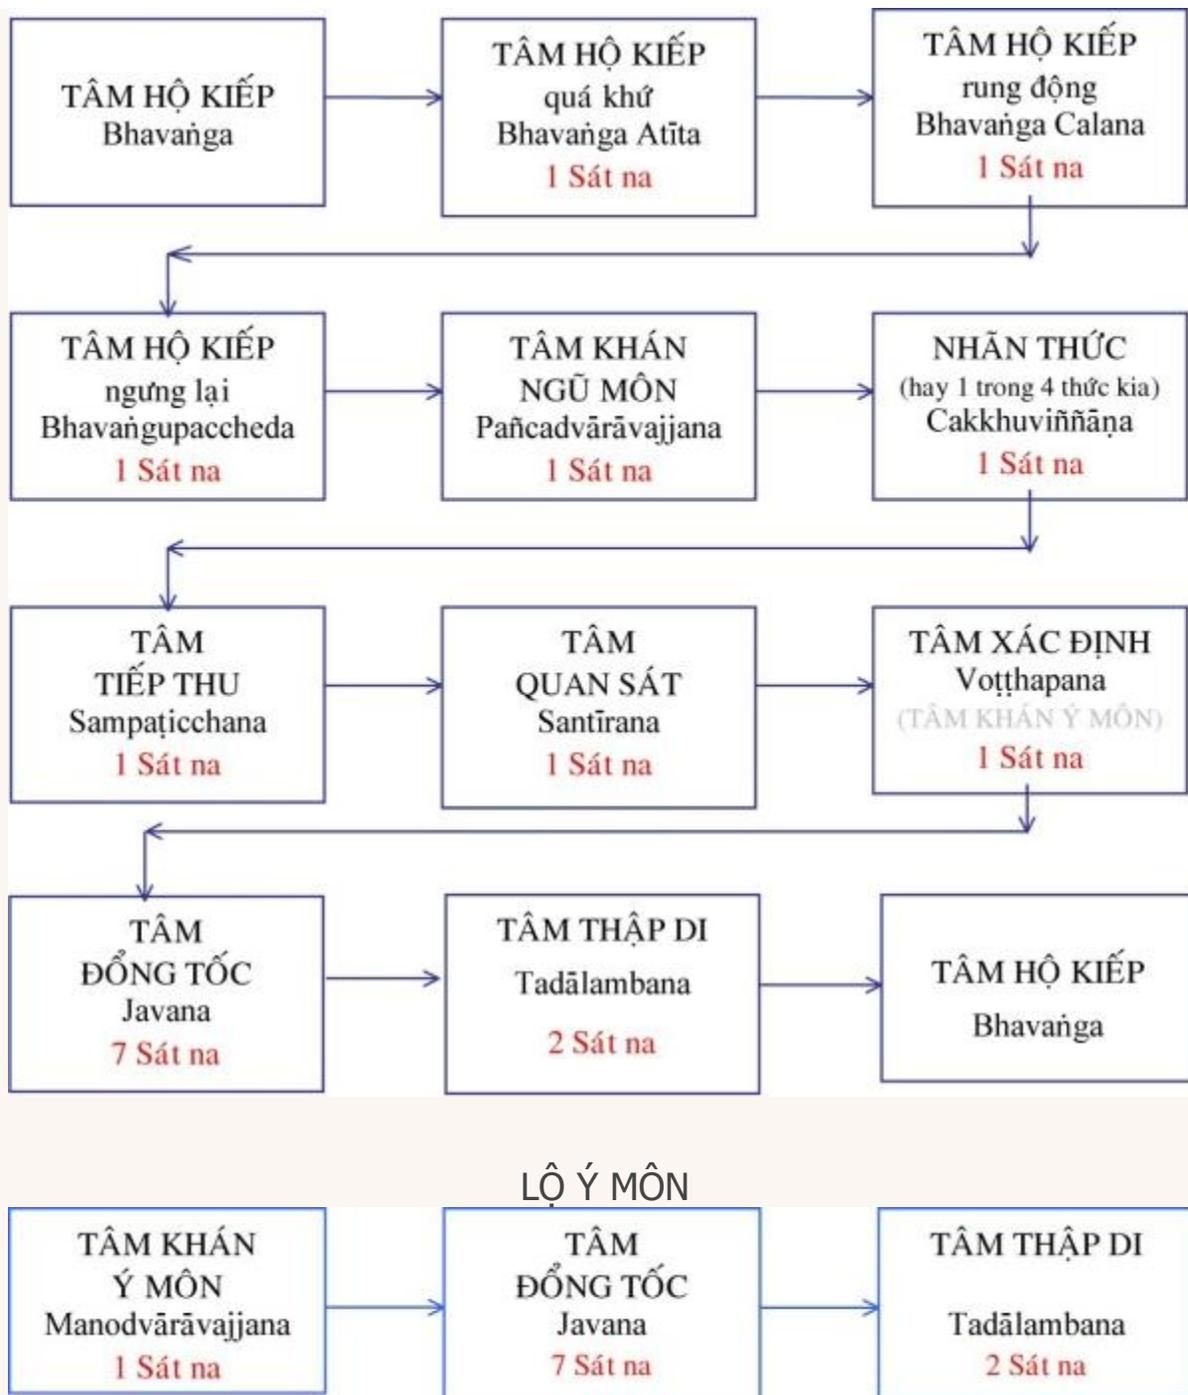 TÂM HỘ KIẾP
Bhavaṅga
TÂM HỘ KIẾP
quá khứ
Bhavaṅga Atīta
1 Sát na
TÂM HỘ KIẾP
rung động
Bhavaṅga Calana
1 Sát na
TÂM HỘ KIẾP
ngưng lại
Bhavaṅgupaccheda
1 Sát na
TÂM KHÁN
NGŨ MÔN
Pañcadvārāvajjana
1 Sát na
NHÃN THỨC
(hay 1 trong 4 thức kia)
Cakkhuviññāṇa
1 Sát na
TÂM
TIẾP THU
Sampaṭicchana
1 Sát na
TÂM
QUAN SÁT
Santīrana
1 Sát na
TÂM XÁC ĐỊNH
Voṭṭhapana
(TÂM KHÁN Ý MÔN)
1 Sát na
TÂM
ĐỔNG TỐC
Javana
7 Sát na
TÂM THẬP DI
Tadālambana
2 Sát na
TÂM HỘ KIẾP
Bhavaṅga
LỘ Ý MÔN
TÂM KHÁN
Ý MÔN
Manodvārāvajjana
1 Sát na
TÂM
ĐỔNG TỐC
Javana
7 Sát na
TÂM THẬP DI
Tadālambana
2 Sát na